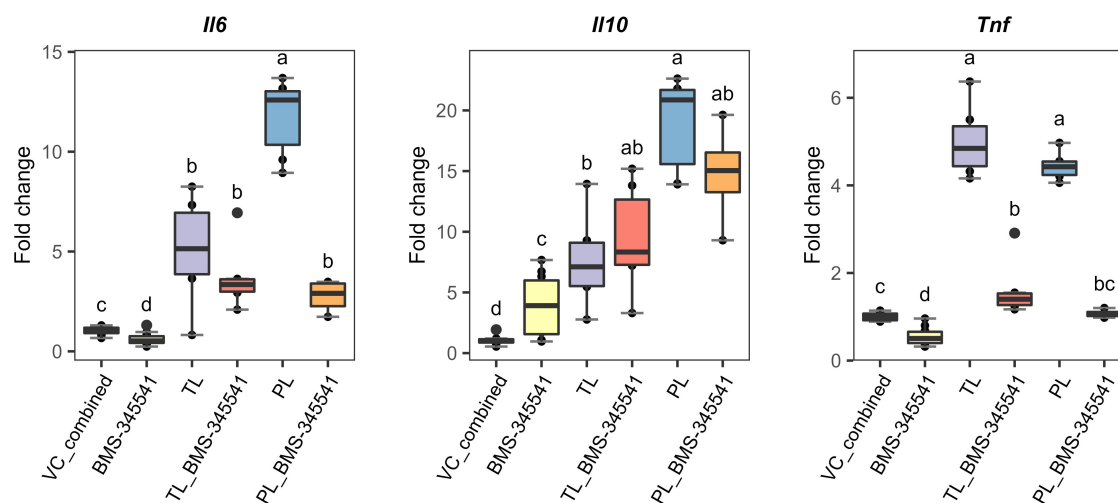 Il6
Fold change
15
10
5
0
c
d
b
b
a
b
VC_combined
BMS-345541
TL
TL_BMS-345541
PL
PL_BMS-345541
Il10
Fold change
20
15
10
5
0
d
c
b
ab
a
ab
VC_combined
BMS-345541
TL
TL_BMS-345541
PL
PL_BMS-345541
Tnf
Fold change
6
4
2
0
c
d
a
b
a
bc
VC_combined
BMS-345541
TL
TL_BMS-345541
PL
PL_BMS-345541